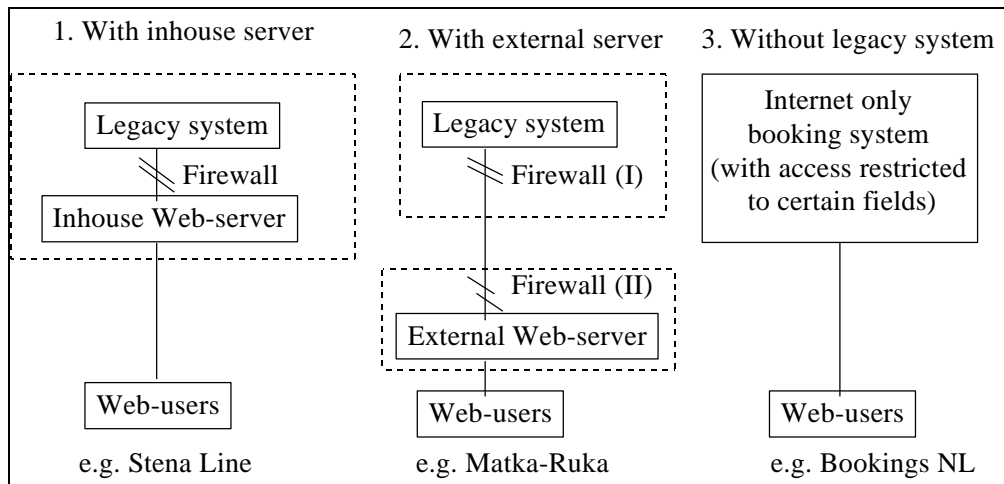 1. With inhouse server
Legacy system
Firewall
Inhouse Web-server
Web-users
e.g. Stena Line
2. With external server
Legacy system
Firewall (I)
Firewall (II)
External Web-server
Web-users
e.g. Matka-Ruka
3. Without legacy system
Internet only
booking system
(with access restricted
to certain fields)
Web-users
e.g. Bookings NL